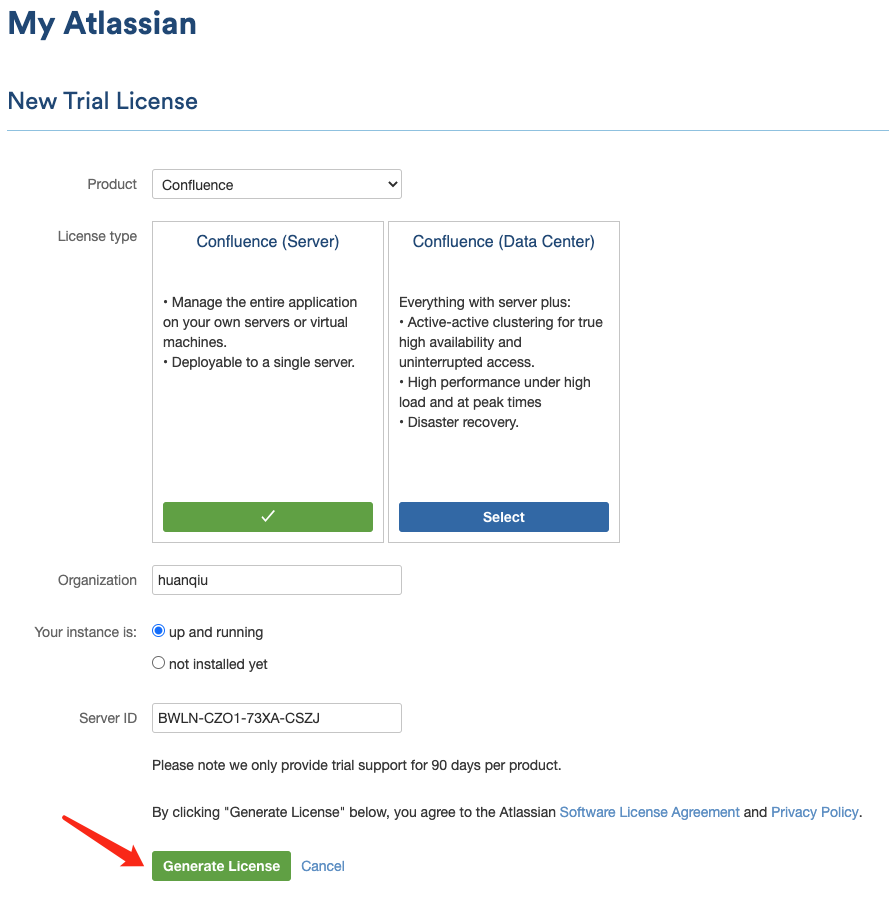 My Atlassian
New Trial License
Product
Confluence
License type
Confluence (Server)
• Manage the entire application
on your own servers or virtual
machines.
• Deployable to a single server.
Confluence (Data Center)
Everything with server plus:
• Active-active clustering for true
high availability and
uninterrupted access.
• High performance under high
load and at peak times
• Disaster recovery.
Select
Organization
huanqiu
Your instance is:
up and running
not installed yet
Server ID
BWLN-CZO1-73XA-CSZJ
Please note we only provide trial support for 90 days per product.
By clicking "Generate License" below, you agree to the Atlassian Software License Agreement and Privacy Policy.
Generate License
Cancel